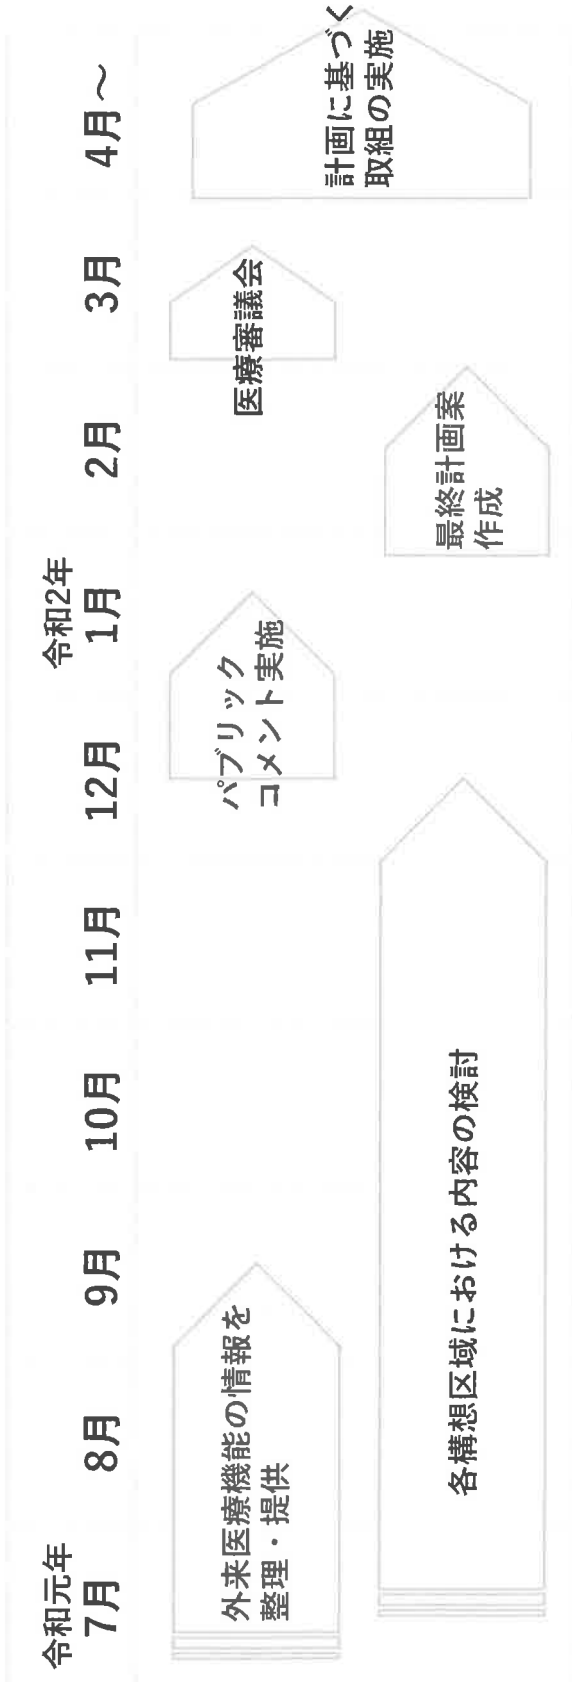 令和元年
7月
8月
9月
10月
11月
12月
令和2年
1月
2月
3月
4月～
外来医療機能の情報を
整理・提供
パブリック
コメント実施
医療審議会
計画に基づく
取組の実施
各構想区域における内容の検討
最終計画案
作成